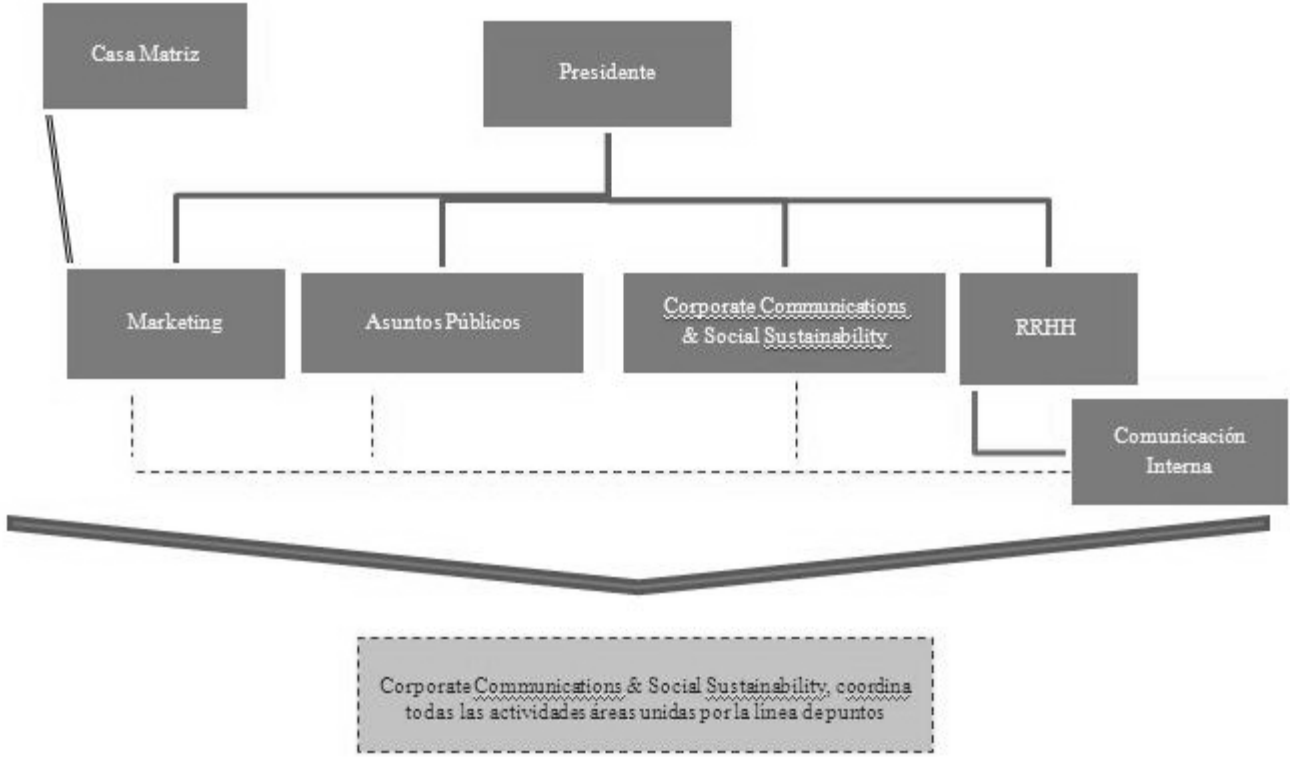 Casa Matriz
Presidente
Marketing
Asuntos Públicos
Corporate Communications
& Social Sustainability
RRHH
Comunicación
Interna
Corporate Communications & Social Sustainability, coordina
todas las actividades áreas unidas por la línea de puntos